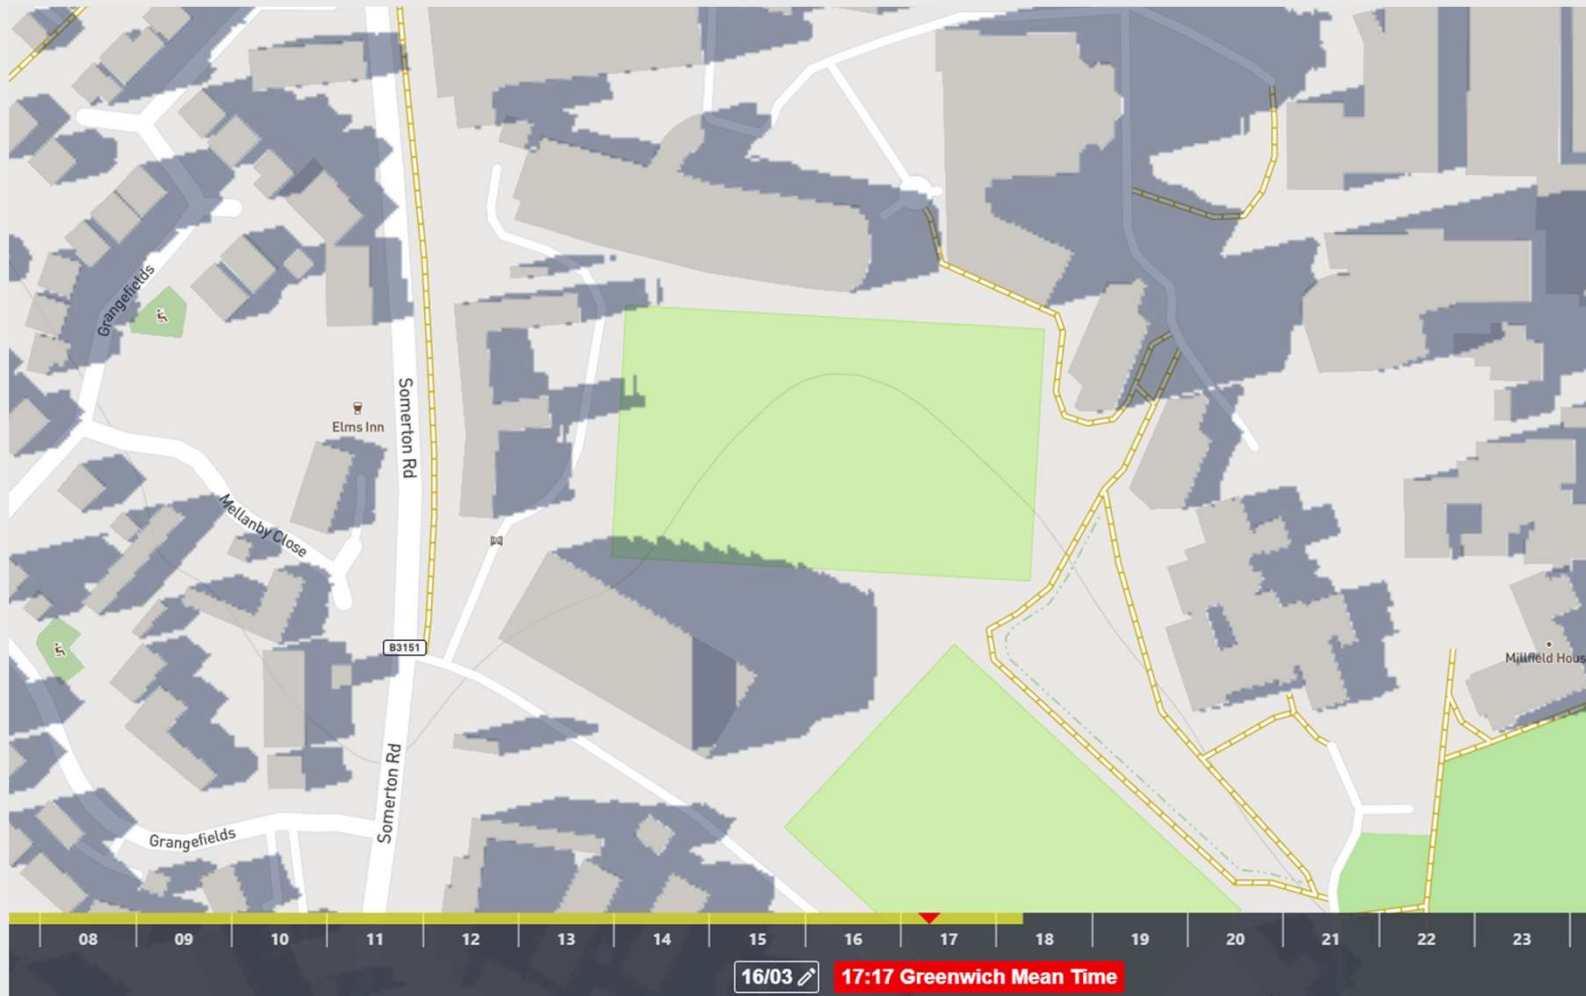 Grangefields
Somerton Rd
Elms Inn
Mellanby Close
B3151
Millfield Hous
Somerton Rd
Grangefields
08 09 10 11 12 13 14 15 16 17 18 19 20 21 22 23
16/03 17:17 Greenwich Mean Time